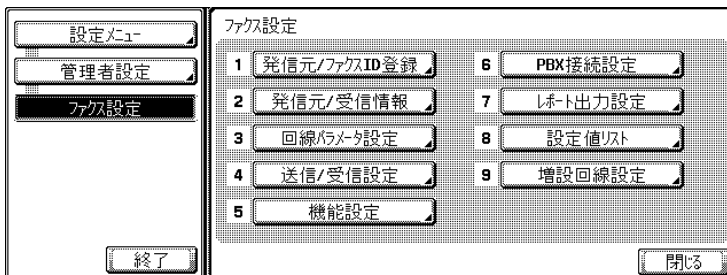 設定メニュー
管理者設定
ファクス設定
終了
ファクス設定
1 発信元/ファクスID登録
2 発信元/受信情報
3 回線パラメータ設定
4 送信/受信設定
5 機能設定
6 PBX接続設定
7 レポート出力設定
8 設定値リスト
9 増設回線設定
閉じる